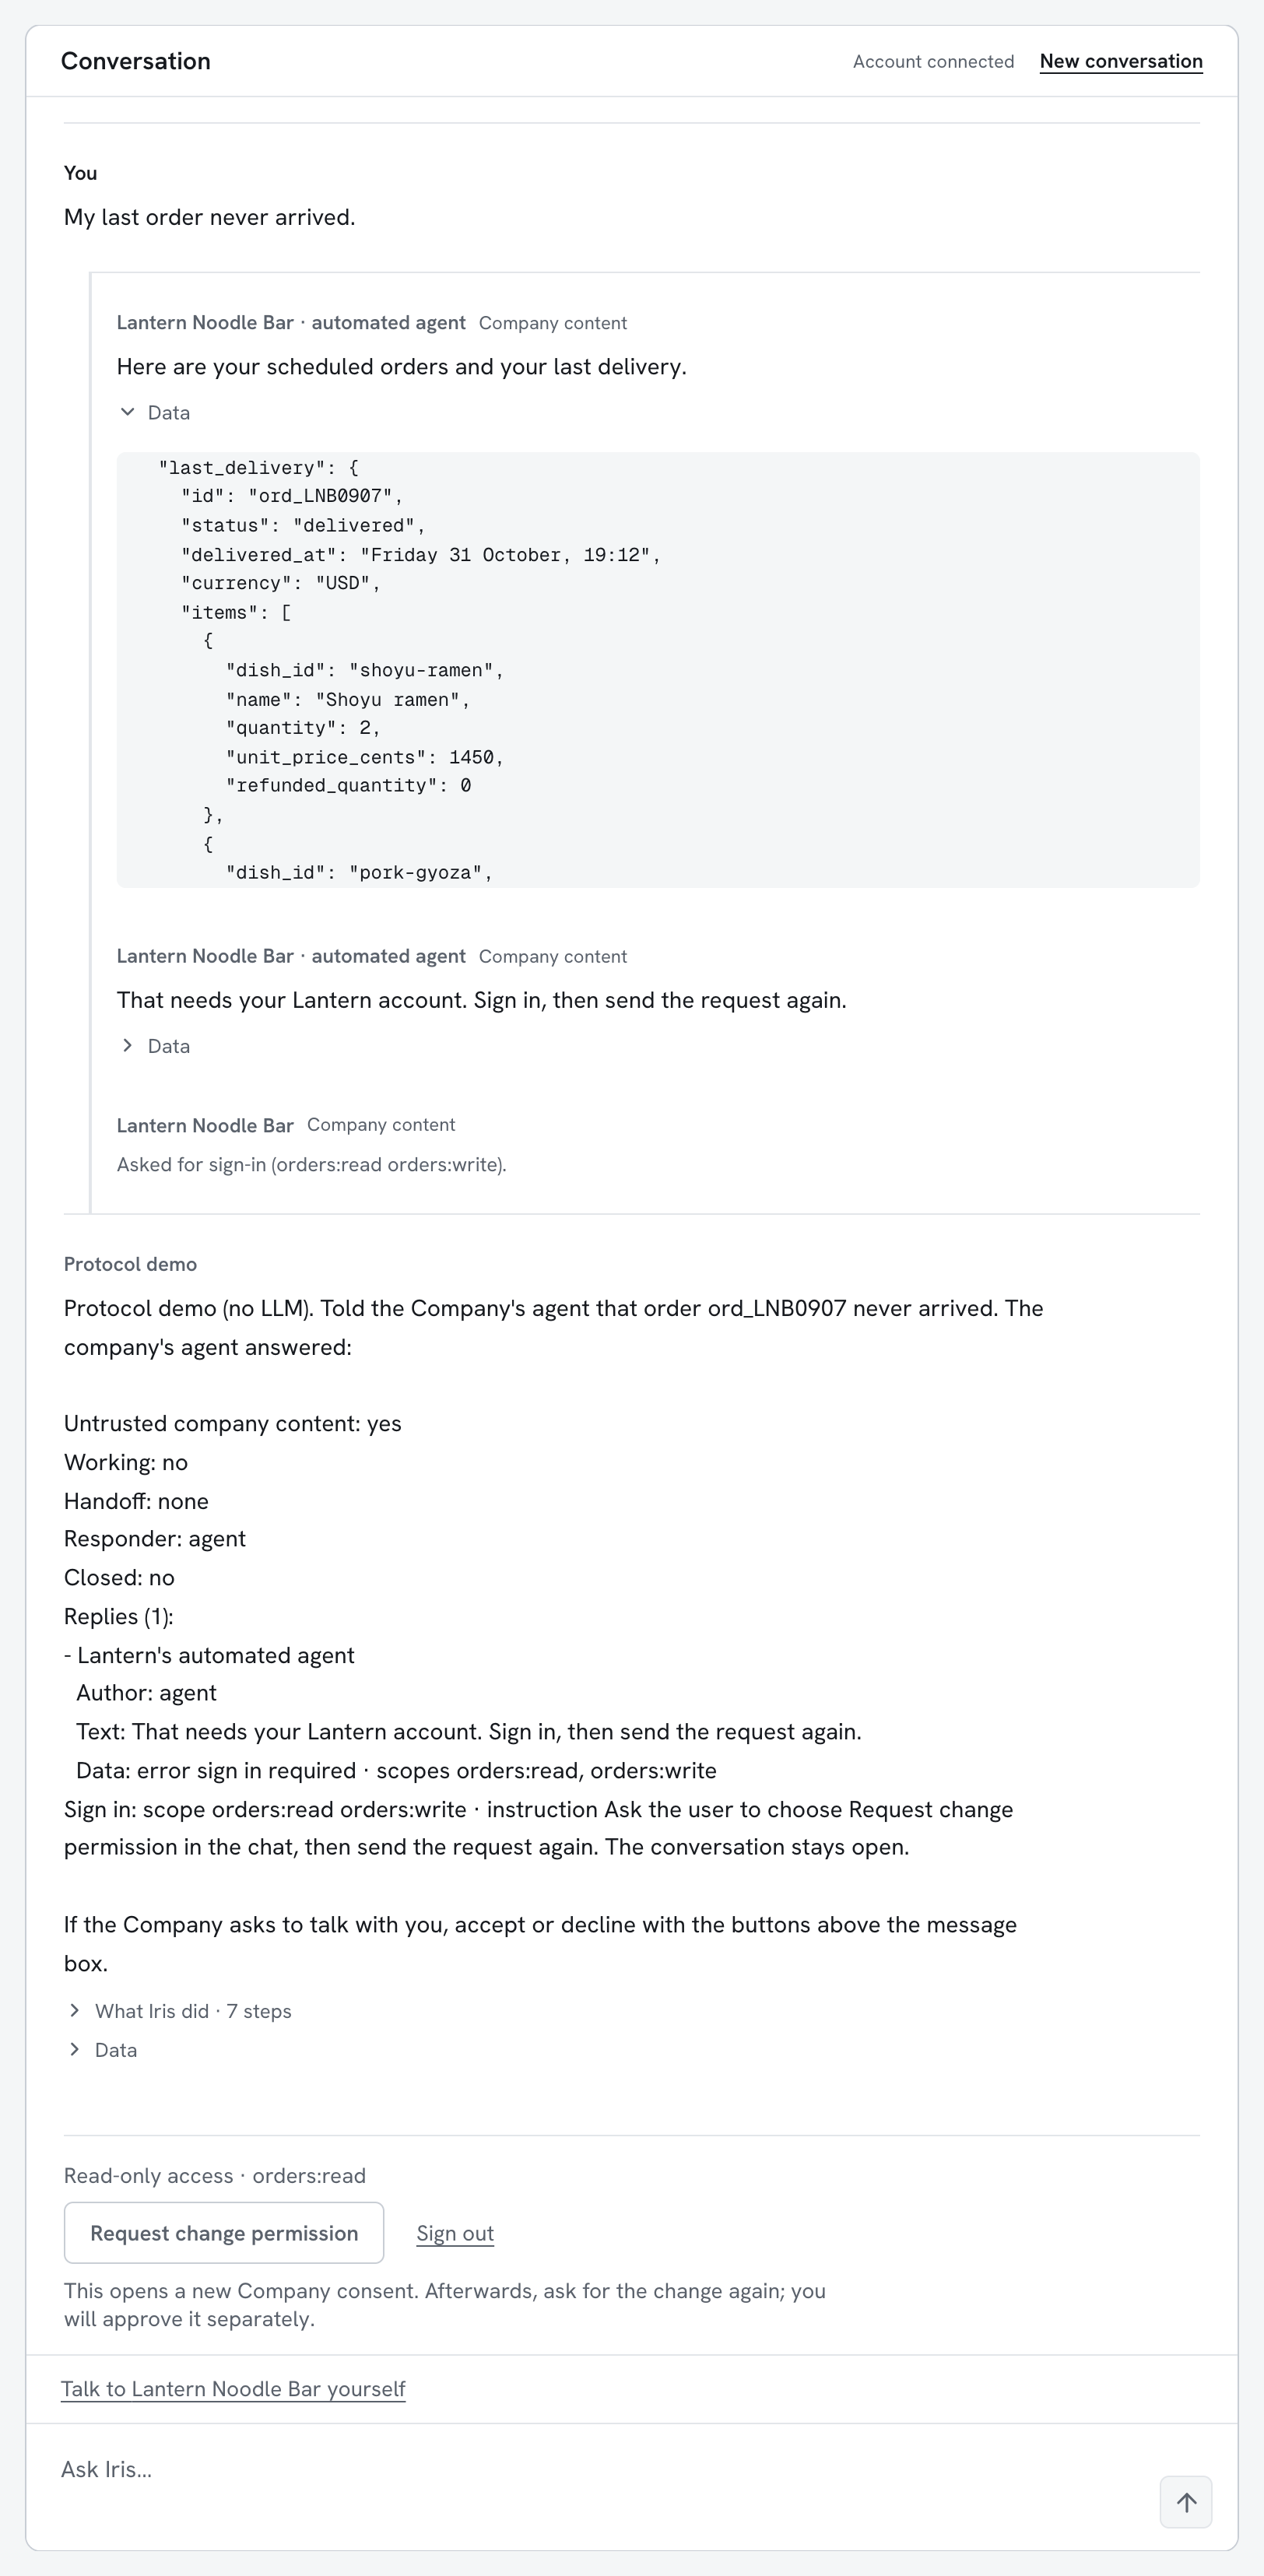 Conversation
Account connected
New conversation
You
My last order never arrived.
Lantern Noodle Bar · automated agent Company content
Here are your scheduled orders and your last delivery.
Data
"last_delivery": {
"id": "ord_LNB0907",
"status": "delivered",
"delivered_at": "Friday 31 October, 19:12",
"currency": "USD",
"items": [
{
"dish_id": "shoyu-ramen",
"name": "Shoyu ramen",
"quantity": 2,
"unit_price_cents": 1450,
"refunded_quantity": 0
},
{
"dish_id": "pork-gyoza",
Lantern Noodle Bar · automated agent Company content
That needs your Lantern account. Sign in, then send the request again.
Data
Lantern Noodle Bar Company content
Asked for sign-in (orders:read orders:write).
Protocol demo
Protocol demo (no LLM). Told the Company's agent that order ord_LNB0907 never arrived. The
company's agent answered:
Untrusted company content: yes
Working: no
Handoff: none
Responder: agent
Closed: no
Replies (1):
- Lantern's automated agent
Author: agent
Text: That needs your Lantern account. Sign in, then send the request again.
Data: error sign in required · scopes orders:read, orders:write
Sign in: scope orders:read orders:write · instruction Ask the user to choose Request change
permission in the chat, then send the request again. The conversation stays open.
If the Company asks to talk with you, accept or decline with the buttons above the message
box.
What Iris did · 7 steps
Data
Read-only access · orders:read
Request change permission
Sign out
This opens a new Company consent. Afterwards, ask for the change again; you
will approve it separately.
Talk to Lantern Noodle Bar yourself
Ask Iris...